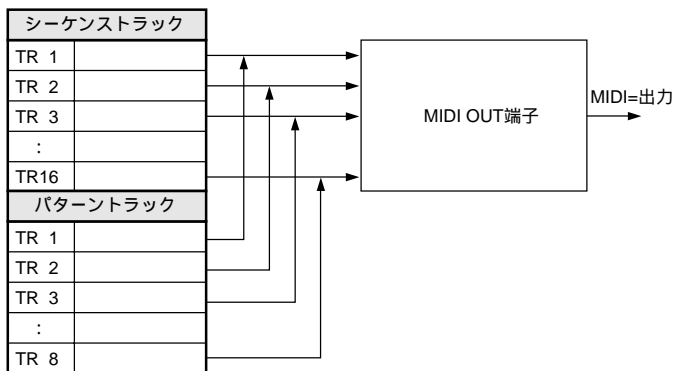 シーケンストラック
TR 1
TR 2
TR 3
:
TR16
パターントラック
TR 1
TR 2
TR 3
:
TR 8
MIDI OUT端子
MIDI=出力